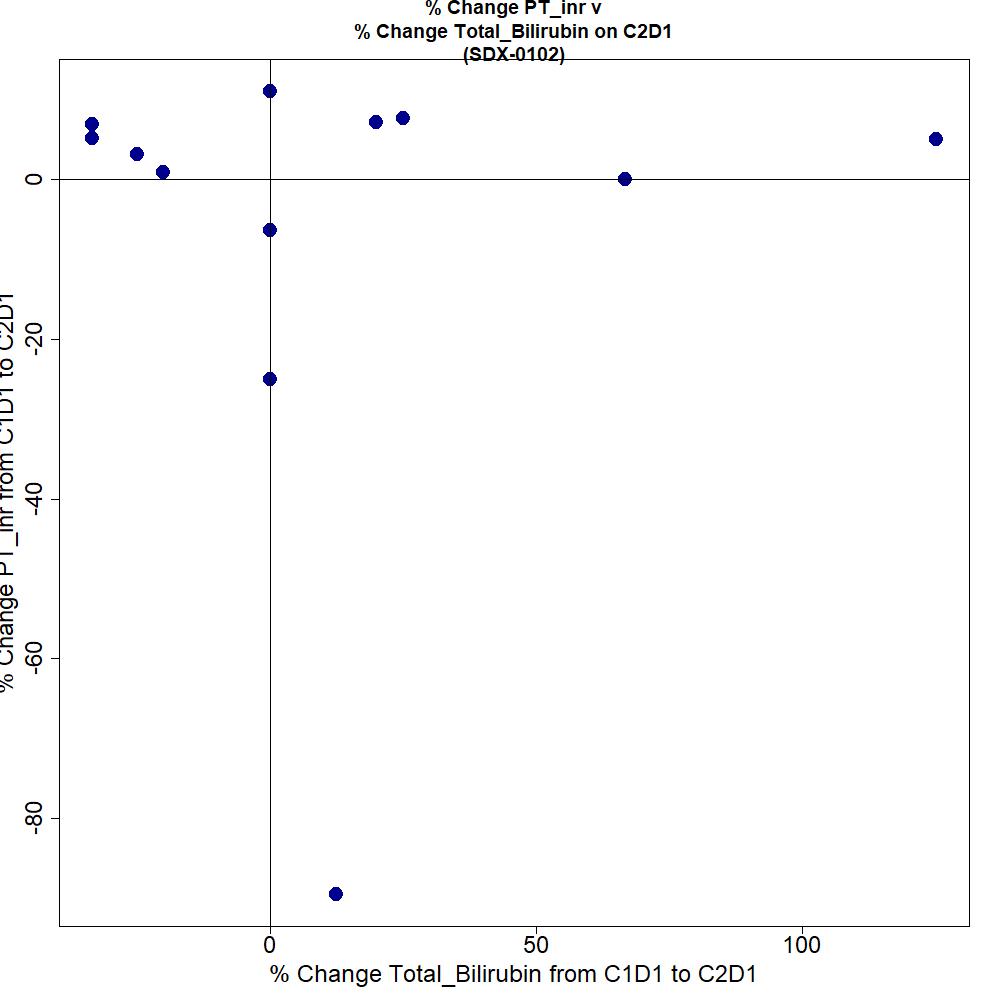 % Change PT_inr v
% Change Total_Bilirubin on C2D1
(SDX-0102)
% Change PT_inr from C1D1 to C2D1
0
-20
-40
-60
-80
0
50
100
% Change Total_Bilirubin from C1D1 to C2D1